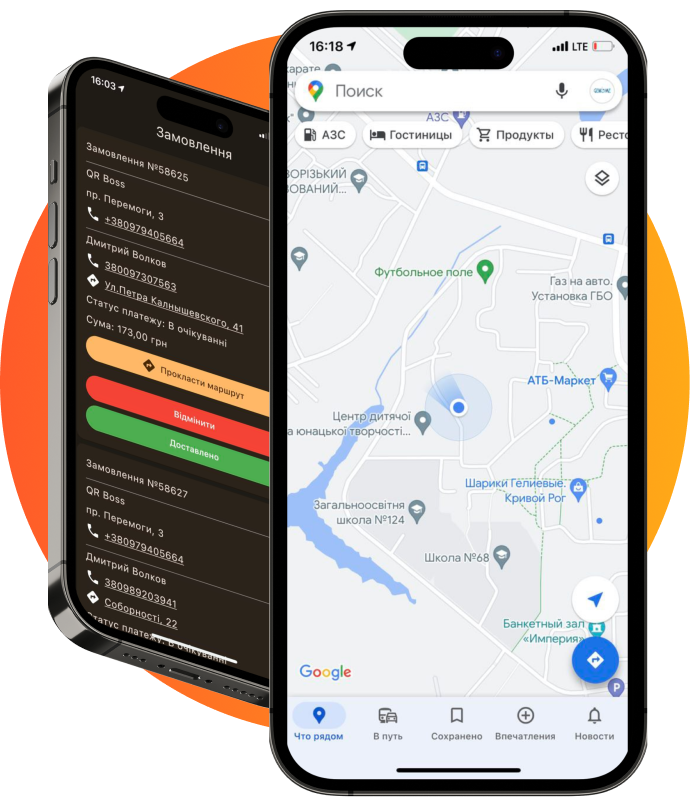 16:03
Замовлення
Замовлення №58625
QR Boss
пр. Перемоги, 3
+380979405664
Дмитрий Волков
380097307563
Ул.Петра Калнышевского, 41
Статус платежу: В очікуванні
Сума: 173,00 грн
Прокласти маршрут
Відмінити
Доставлено
Замовлення №58627
QR Boss
пр. Перемоги, 3
+380979405664
Дмитрий Волков
380989203941
Соборності, 22
Статус платежу: В очікуванні
16:18
LTE
Поиск
АЗС
АЗС
Гостиницы
Продукты
Ресто
ОРІЗЬКИЙ
ОВАНИЙ...
Футбольное поле
Газ на авто.
Установка ГБО
АТБ-Маркет
Центр дитячої
а юнацької творчості...
Шарики Гелиевые.
Кривой Рог
Загальноосвітня
школа №124
Школа №68
Банкетный зал
«Империя»
Google
P
Что рядом
В путь
Сохранено
Впечатления
Новости